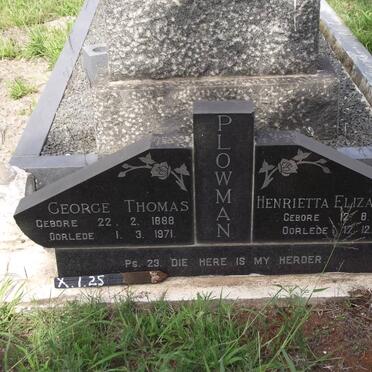 PLOWMAN
GEORGE THOMAS
GEBORE 22. 2. 1888
OORLEDE 1. 3. 1971.
HENRIETTA ELIZA
GEBORE 12. 8.
OORLEDE 12. 12.
PS. 23. DIE HERE IS MY HERDER.
X.1.25